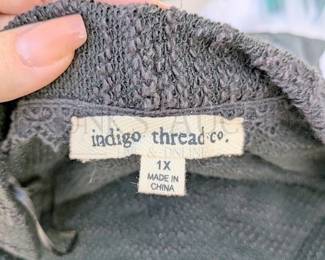 indigo thread co.
1X
MADE IN
CHINA